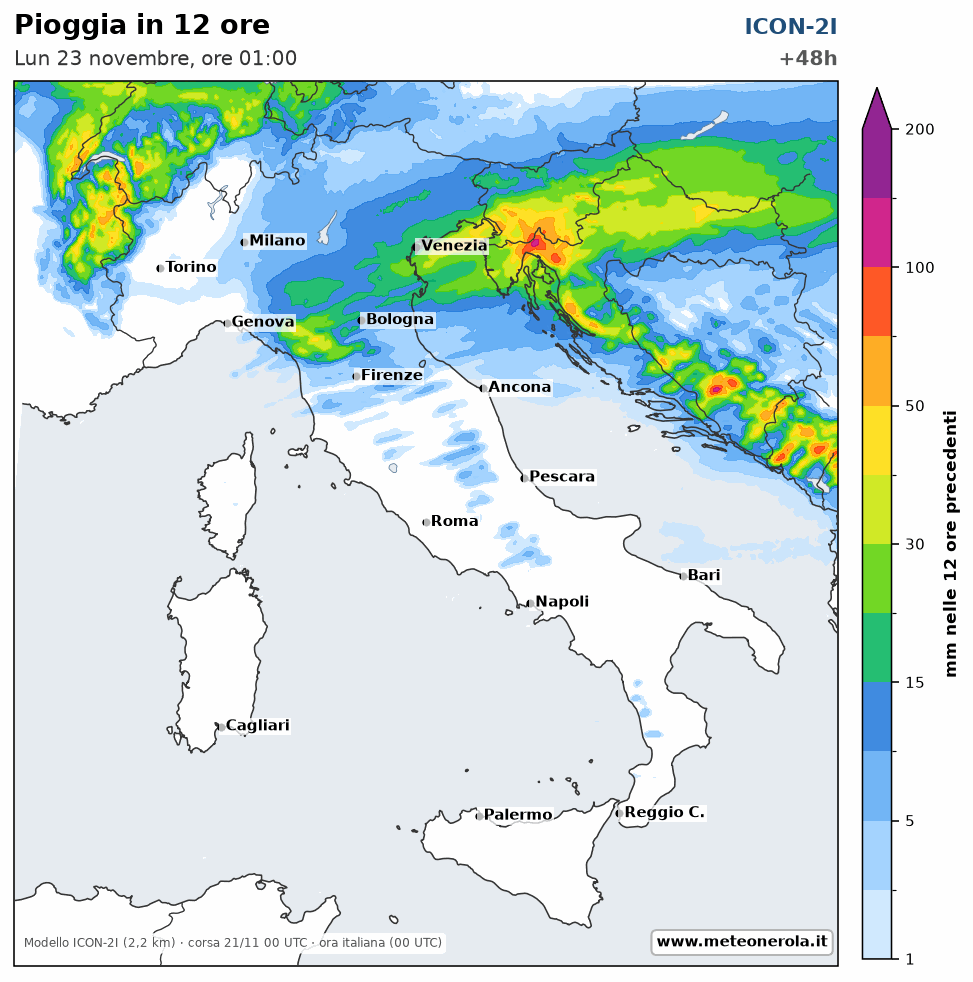 Pioggia in 12 ore
ICON-2I
Lun 23 novembre, ore 01:00
+48h
200
100
50
30
15
5
1
mm nelle 12 ore precedenti
Milano
Venezia
Torino
Genova
Bologna
Firenze
Ancona
Pescara
Roma
Bari
Napoli
Cagliari
Palermo
Reggio C.
Modello ICON-2I (2,2 km) · corsa 21/11 00 UTC · ora italiana (00 UTC)
www.meteonerola.it